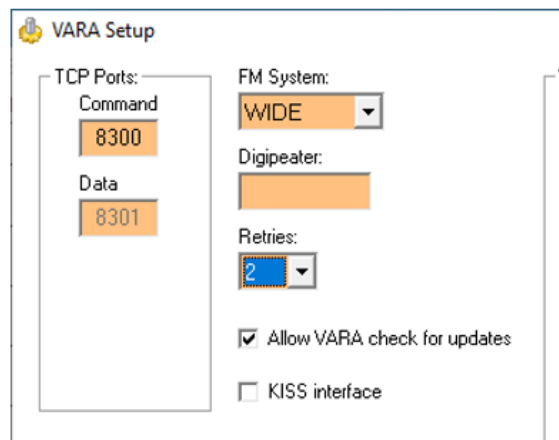 VARA Setup
TCP Ports:
Command
8300
Data
8301
FM System:
WIDE
Digipeater:
Retries:
2
Allow VARA check for updates
KISS interface